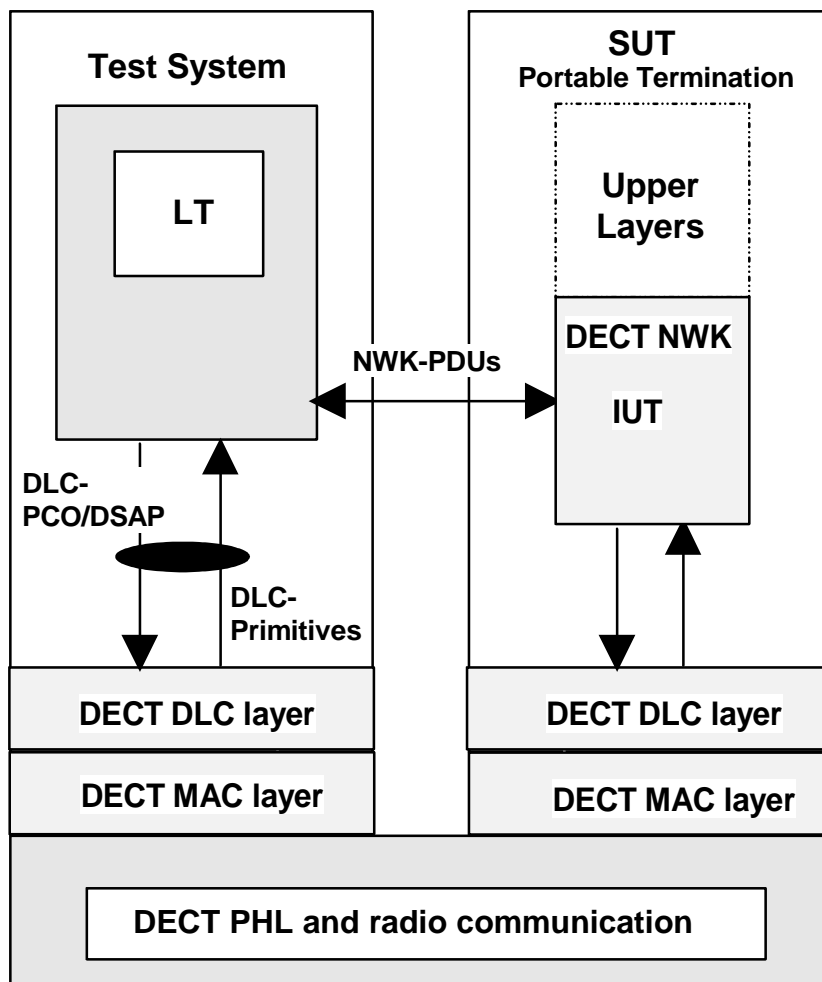 Test System
LT
DLC-
PCO/DSAP
DLC-
Primitives
NWK-PDUs
SUT
Portable Termination
Upper
Layers
DECT NWK
IUT
DECT DLC layer
DECT DLC layer
DECT MAC layer
DECT MAC layer
DECT PHL and radio communication